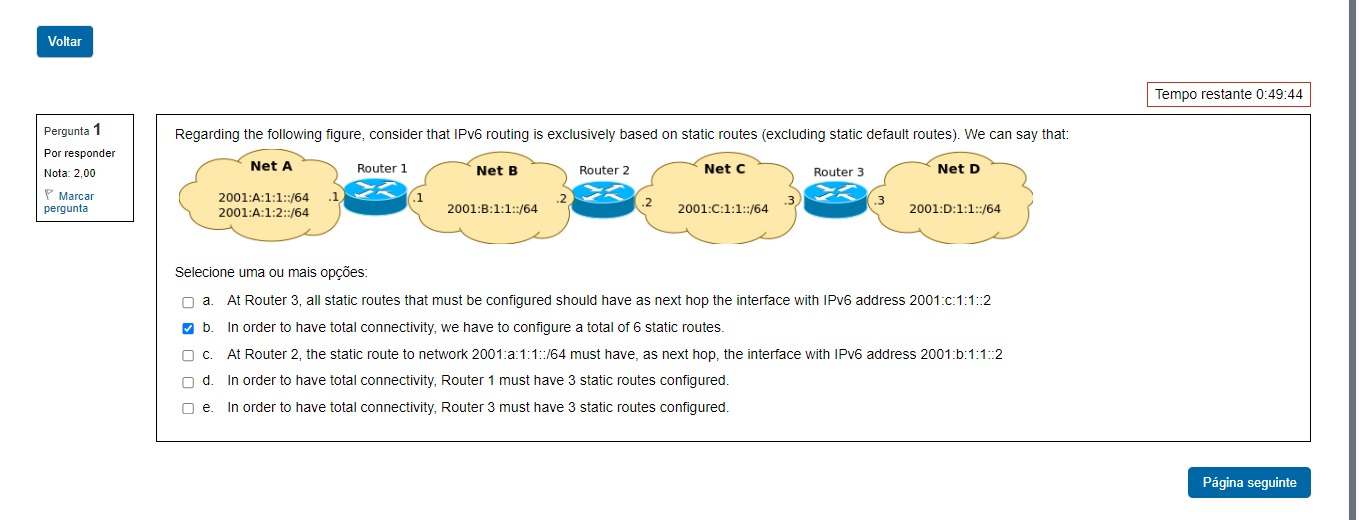 Voltar
Tempo restante 0:49:44
Pergunta 1
Por responder
Nota: 2,00
Marcar
pergunta
Regarding the following figure, consider that IPv6 routing is exclusively based on static routes (excluding static default routes). We can say that:
Net A
2001:A:1:1::/64
2001:A:1:2::/64
.1
Router 1
.1
Net B
2001:B:1:1::/64
.2
Router 2
.2
Net C
2001:C:1:1::/64
.3
Router 3
.3
Net D
2001:D:1:1::/64
Selecione uma ou mais opções:
a. At Router 3, all static routes that must be configured should have as next hop the interface with IPv6 address 2001:c:1:1::2
b. In order to have total connectivity, we have to configure a total of 6 static routes.
c. At Router 2, the static route to network 2001:a:1:1::/64 must have, as next hop, the interface with IPv6 address 2001:b:1:1::2
d. In order to have total connectivity, Router 1 must have 3 static routes configured.
e. In order to have total connectivity, Router 3 must have 3 static routes configured.
Página seguinte